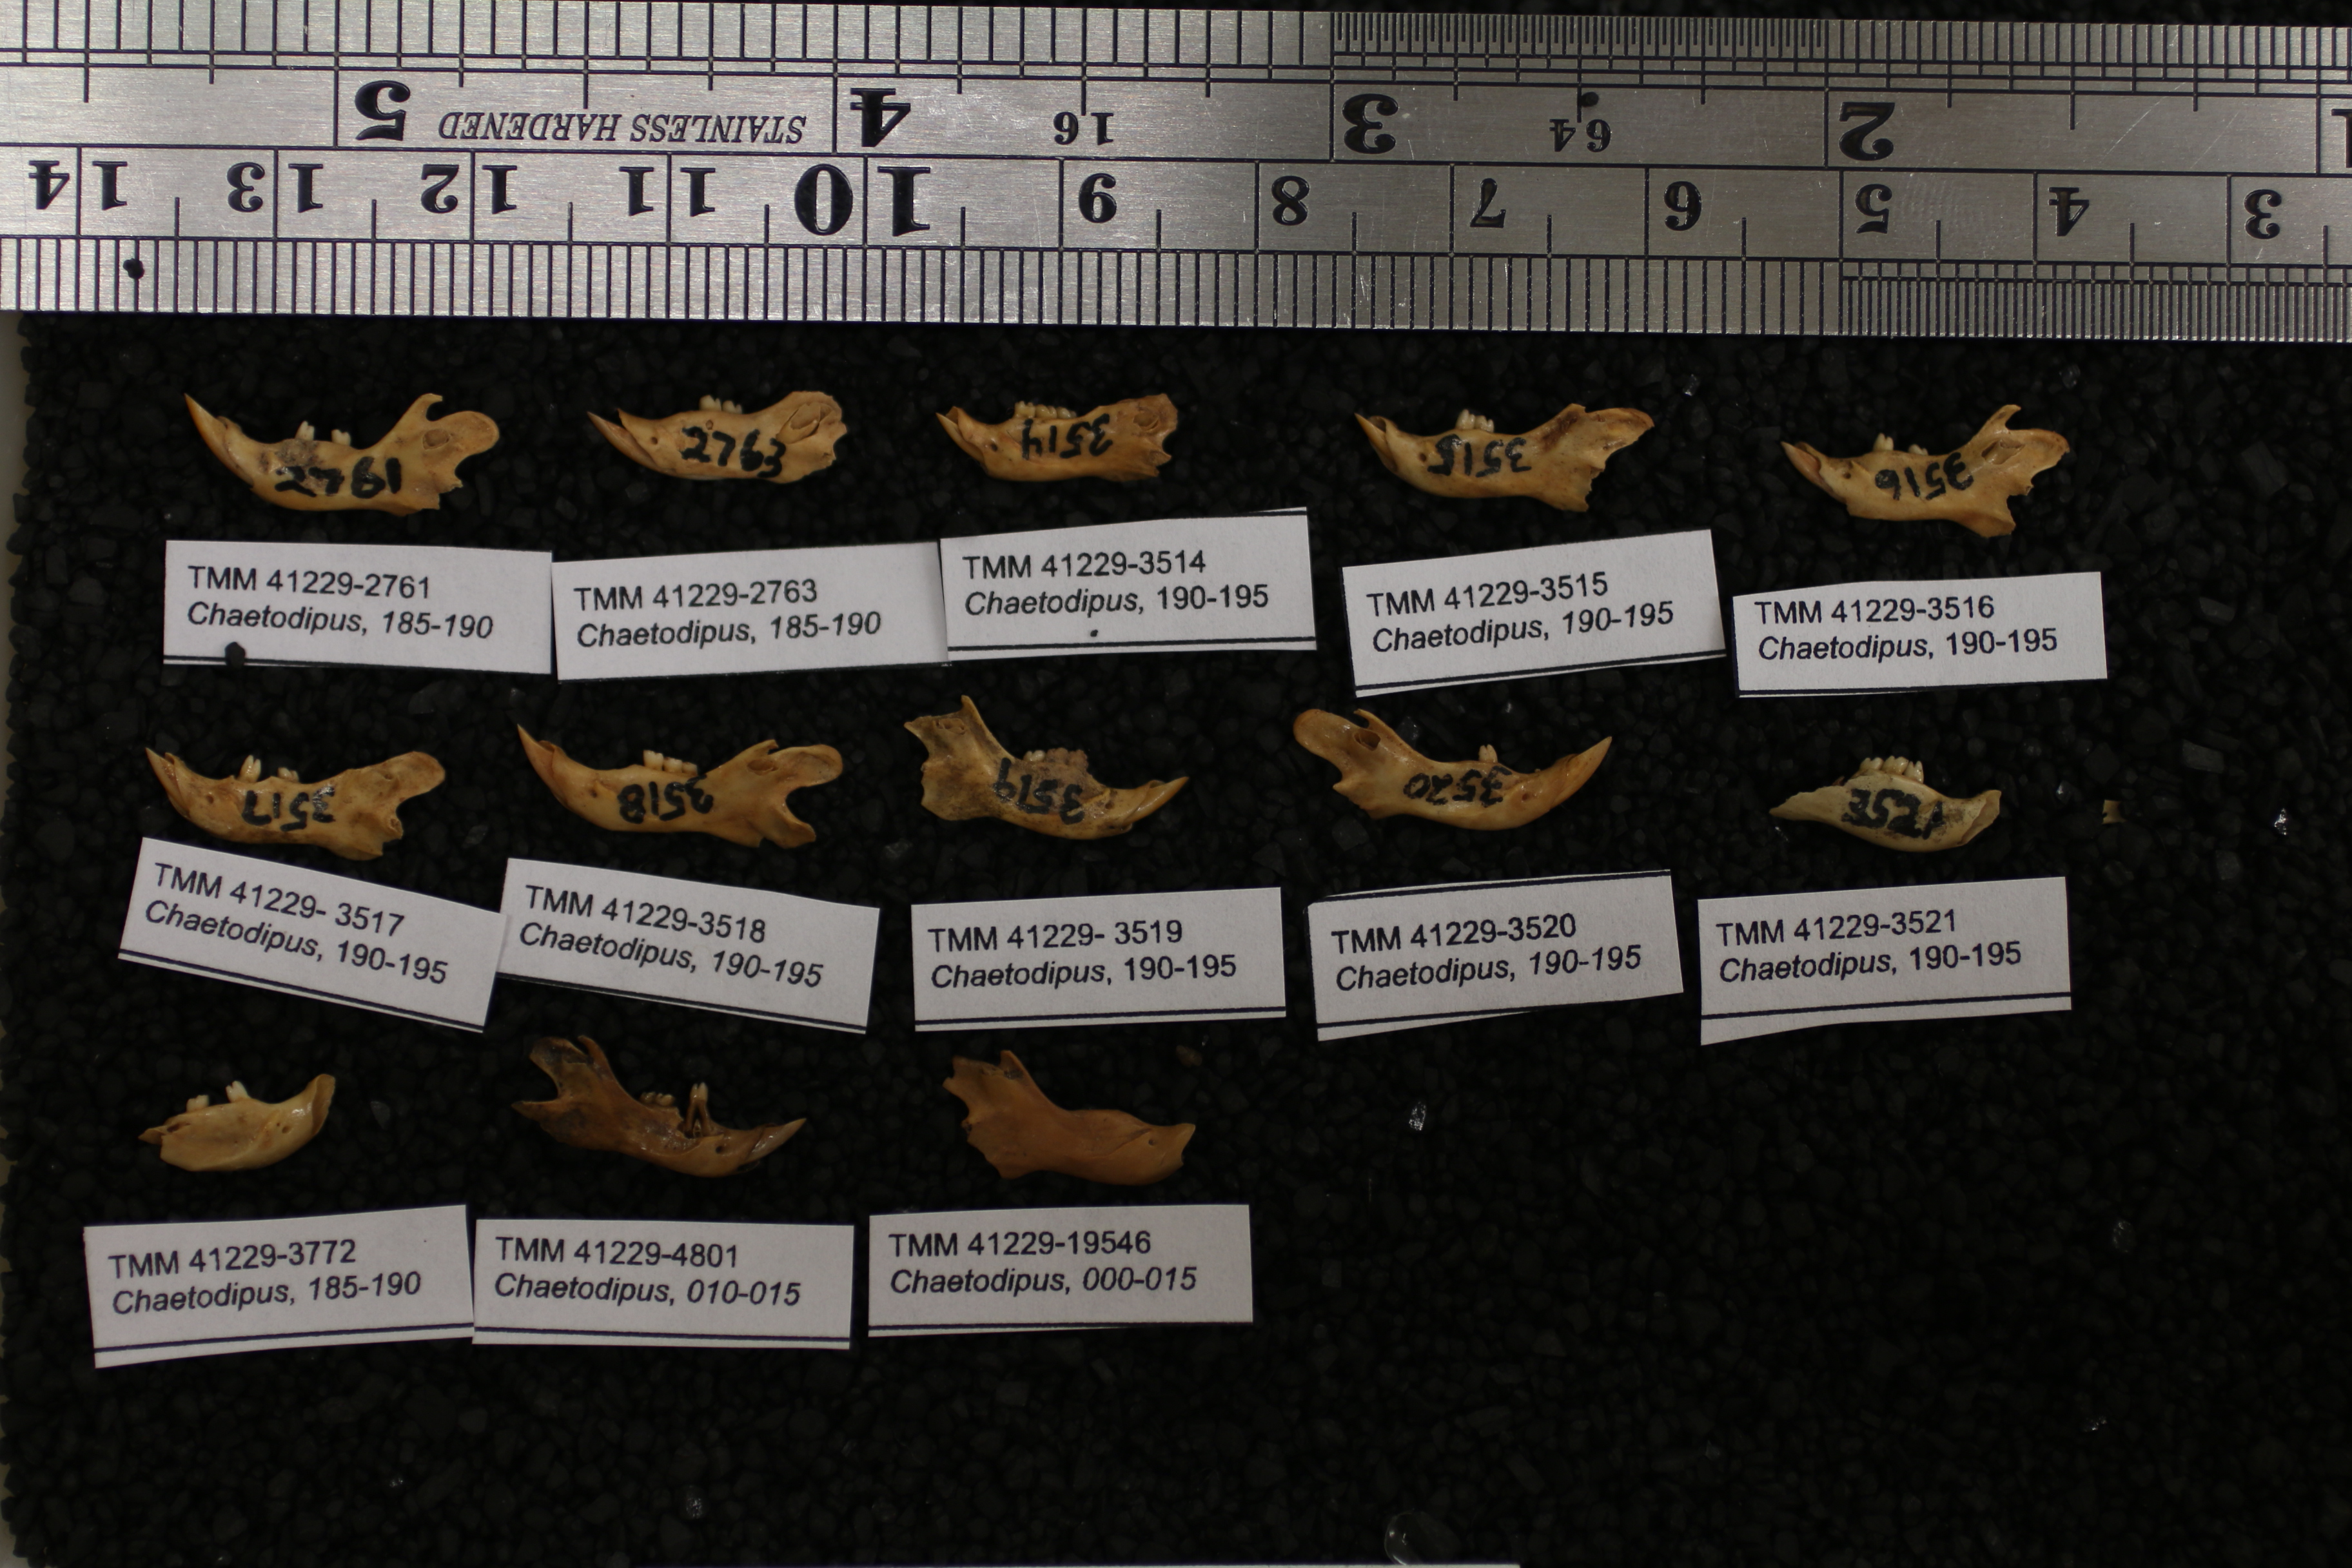 5 STAINLESS HARDENED 4 16 3 64 2 1
14 13 12 11 10 9 8 7 6 5 4 3
2761 2763 3514 3515 3516
TMM 41229-2761
Chaetodipus, 185-190
TMM 41229-2763
Chaetodipus, 185-190
TMM 41229-3514
Chaetodipus, 190-195
TMM 41229-3515
Chaetodipus, 190-195
TMM 41229-3516
Chaetodipus, 190-195
3517 3518 3519 3520 3521
TMM 41229- 3517
Chaetodipus, 190-195
TMM 41229-3518
Chaetodipus, 190-195
TMM 41229- 3519
Chaetodipus, 190-195
TMM 41229-3520
Chaetodipus, 190-195
TMM 41229-3521
Chaetodipus, 190-195
TMM 41229-3772
Chaetodipus, 185-190
TMM 41229-4801
Chaetodipus, 010-015
TMM 41229-19546
Chaetodipus, 000-015